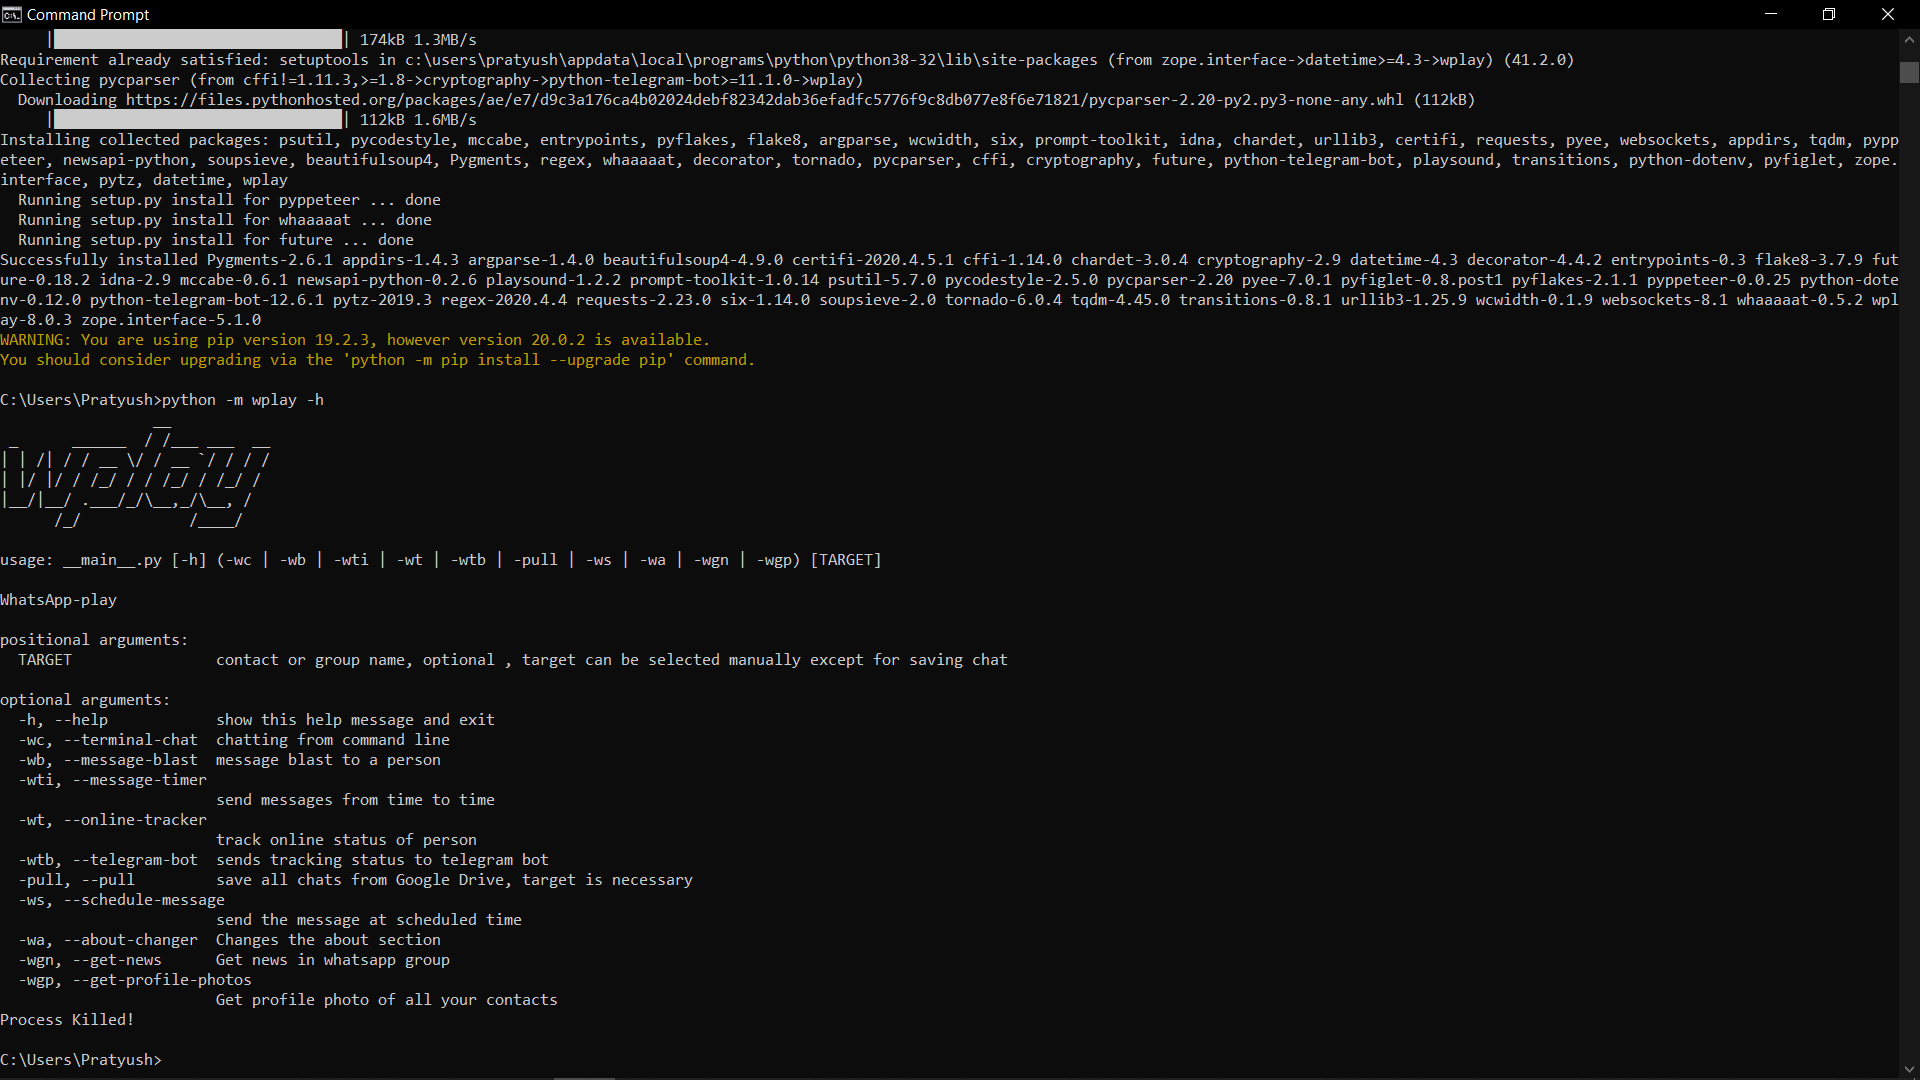 Command Prompt
| 174kB 1.3MB/s
Requirement already satisfied: setuptools in c:\users\pratyush\appdata\local\programs\python\python38-32\lib\site-packages (from zope.interface->datetime>=4.3->wplay) (41.2.0)
Collecting pycparser (from cffi!=1.11.3,>=1.8->cryptography->python-telegram-bot>=11.1.0->wplay)
  Downloading https://files.pythonhosted.org/packages/ae/e7/d9c3a176ca4b02024debf82342dab36efadfc5776f9c8db077e8f6e71821/pycparser-2.20-py2.py3-none-any.whl (112kB)
| 112kB 1.6MB/s
Installing collected packages: psutil, pycodestyle, mccabe, entrypoints, pyflakes, flake8, argparse, wcwidth, six, prompt-toolkit, idna, chardet, urllib3, certifi, requests, pyee, websockets, appdirs, tqdm, pypp
eteer, newsapi-python, soupsieve, beautifulsoup4, Pygments, regex, whaaaaat, decorator, tornado, pycparser, cffi, cryptography, future, python-telegram-bot, playsound, transitions, python-dotenv, pyfiglet, zope.
interface, pytz, datetime, wplay
  Running setup.py install for pyppeteer ... done
  Running setup.py install for whaaaaat ... done
  Running setup.py install for future ... done
Successfully installed Pygments-2.6.1 appdirs-1.4.3 argparse-1.4.0 beautifulsoup4-4.9.0 certifi-2020.4.5.1 cffi-1.14.0 chardet-3.0.4 cryptography-2.9 datetime-4.3 decorator-4.4.2 entrypoints-0.3 flake8-3.7.9 fut
ure-0.18.2 idna-2.9 mccabe-0.6.1 newsapi-python-0.2.6 playsound-1.2.2 prompt-toolkit-1.0.14 psutil-5.7.0 pycodestyle-2.5.0 pycparser-2.20 pyee-7.0.1 pyfiglet-0.8.post1 pyflakes-2.1.1 pyppeteer-0.0.25 python-dote
nv-0.12.0 python-telegram-bot-12.6.1 pytz-2019.3 regex-2020.4.4 requests-2.23.0 six-1.14.0 soupsieve-2.0 tornado-6.0.4 tqdm-4.45.0 transitions-0.8.1 urllib3-1.25.9 wcwidth-0.1.9 websockets-8.1 whaaaaat-0.5.2 wpl
ay-8.0.3 zope.interface-5.1.0
WARNING: You are using pip version 19.2.3, however version 20.0.2 is available.
You should consider upgrading via the 'python -m pip install --upgrade pip' command.
C:\Users\Pratyush>python -m wplay -h
wplay
usage: __main__.py [-h] (-wc | -wb | -wti | -wt | -wtb | -pull | -ws | -wa | -wgn | -wgp) [TARGET]
WhatsApp-play
positional arguments:
  TARGET                contact or group name, optional , target can be selected manually except for saving chat
optional arguments:
  -h, --help            show this help message and exit
  -wc, --terminal-chat  chatting from command line
  -wb, --message-blast  message blast to a person
  -wti, --message-timer
                        send messages from time to time
  -wt, --online-tracker
                        track online status of person
  -wtb, --telegram-bot  sends tracking status to telegram bot
  -pull, --pull         save all chats from Google Drive, target is necessary
  -ws, --schedule-message
                        send the message at scheduled time
  -wa, --about-changer  Changes the about section
  -wgn, --get-news      Get news in whatsapp group
  -wgp, --get-profile-photos
                        Get profile photo of all your contacts
Process Killed!
C:\Users\Pratyush>